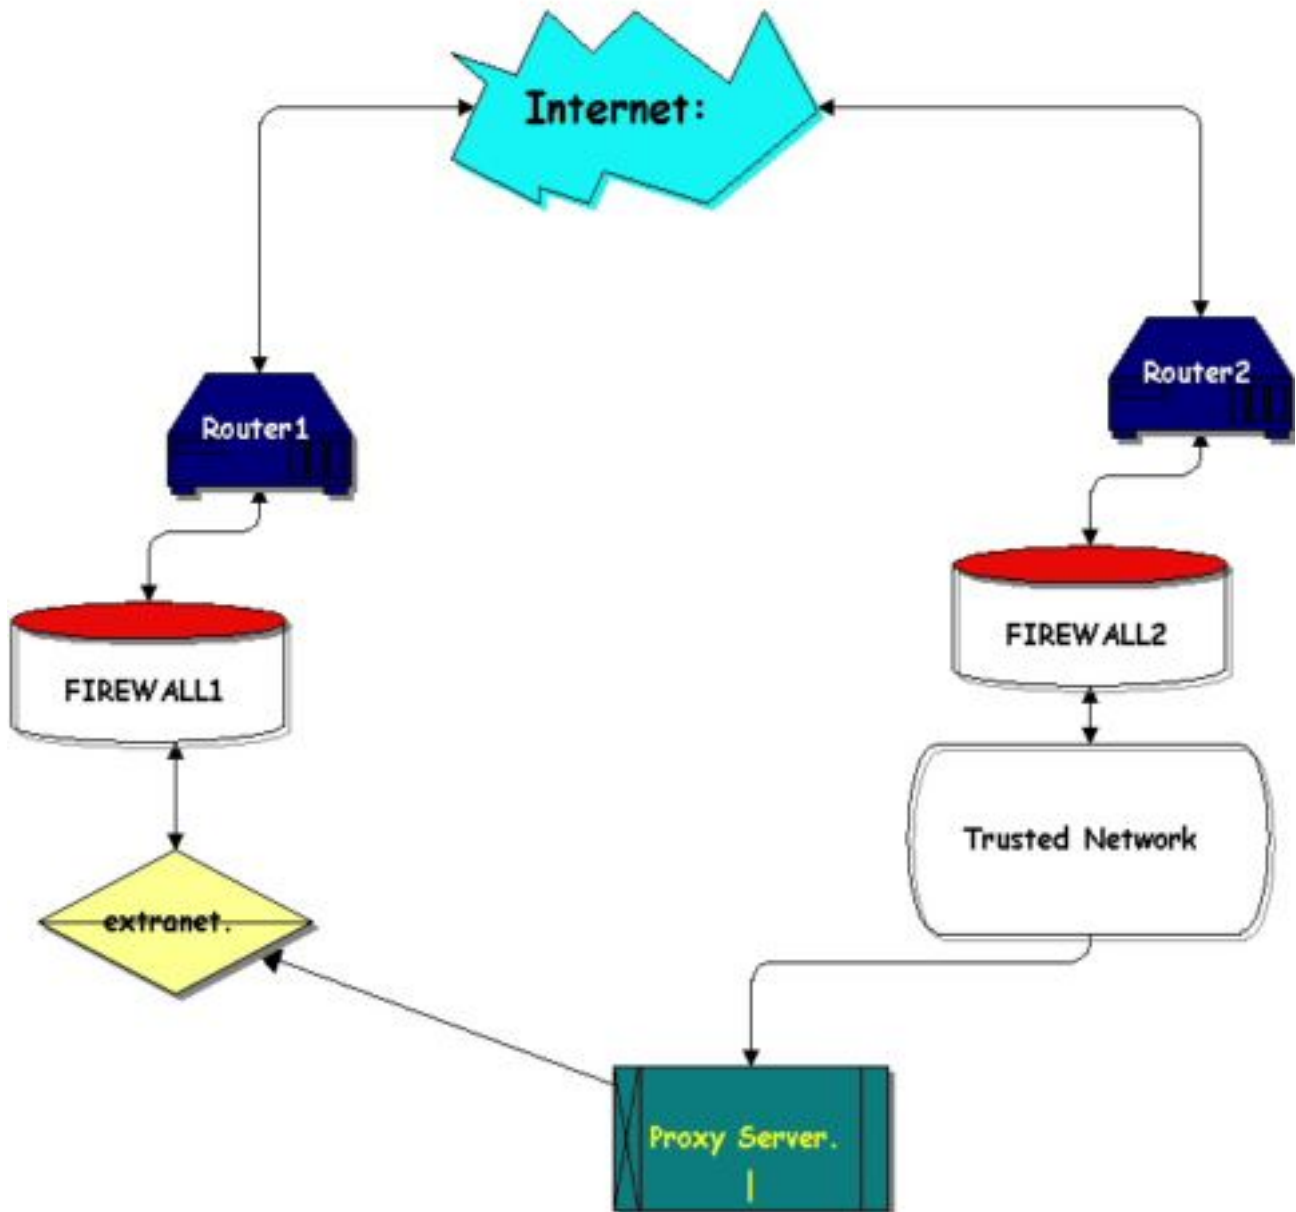 Internet:
Router2
Router1
FIREWALL2
FIREWALL1
Trusted Network
extranet.
Proxy Server.
|